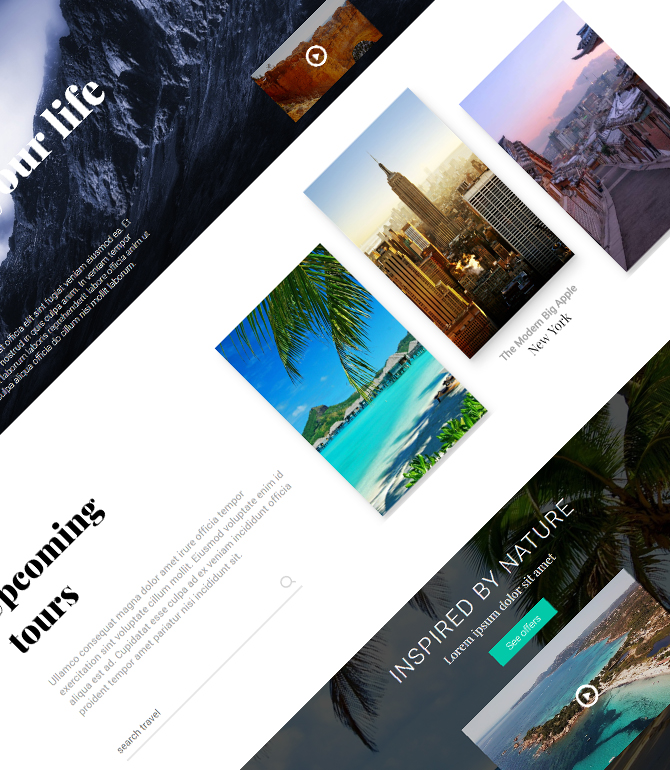 our life
officia elit sint fugiat veniam eiusmod ea. Et
nostrud in quis culpa anim. In veniam tempor
laborum laboris reprehenderit labore officia anim ut
culpa aliqua officia do cillum nisi mollit laborum.
The Modern Big Apple
New York
pcoming
tours
Ullamco consequat magna dolor amet irure officia tempor
exercitation sint voluptate cillum mollit. Eiusmod voluptate enim id
aliqua est ad. Cupidatat esse culpa ad ex veniam incididunt officia
proident tempor amet pariatur nisi incididunt sit.
search travel
INSPIRED BY NATURE
Lorem ipsum dolor sit amet
See offers